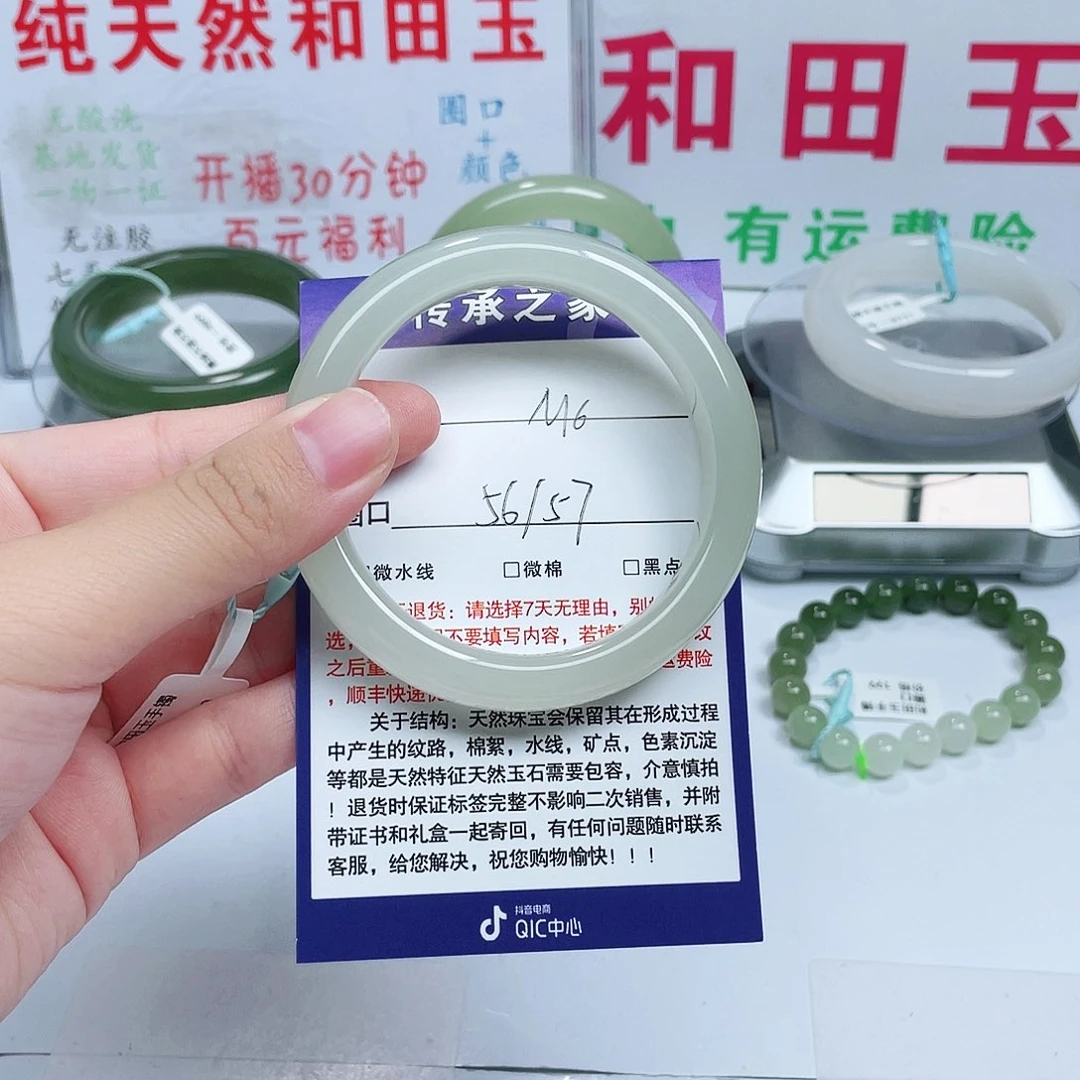 纯天然和田玉
无酸洗
基地发货
一物一证
开播30分钟
百元福利
圈口
+
颜色
无注胶
和田玉
有运费险
传承之家
M6
口 56/57
微水线 □微棉 □黑点
退货：请选择7天无理由，别
选， 不要填写内容，若填
之后重 运费险
，顺丰快递
关于结构：天然珠宝会保留其在形成过程
中产生的纹路，棉絮，水线，矿点，色素沉淀
等都是天然特征天然玉石需要包容，介意慎拍
！退货时保证标签完整不影响二次销售，并附
带证书和礼盒一起寄回，有任何问题随时联系
客服，给您解决，祝您购物愉快！！！
抖音电商
QIC中心